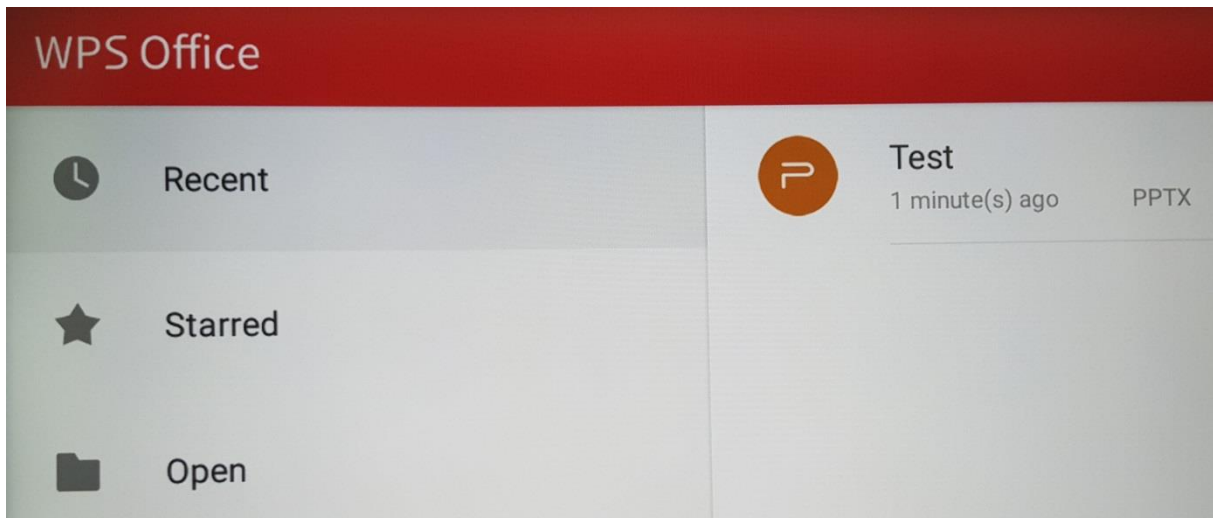 WPS Office
Recent
Test
1 minute(s) ago PPTX
Starred
Open